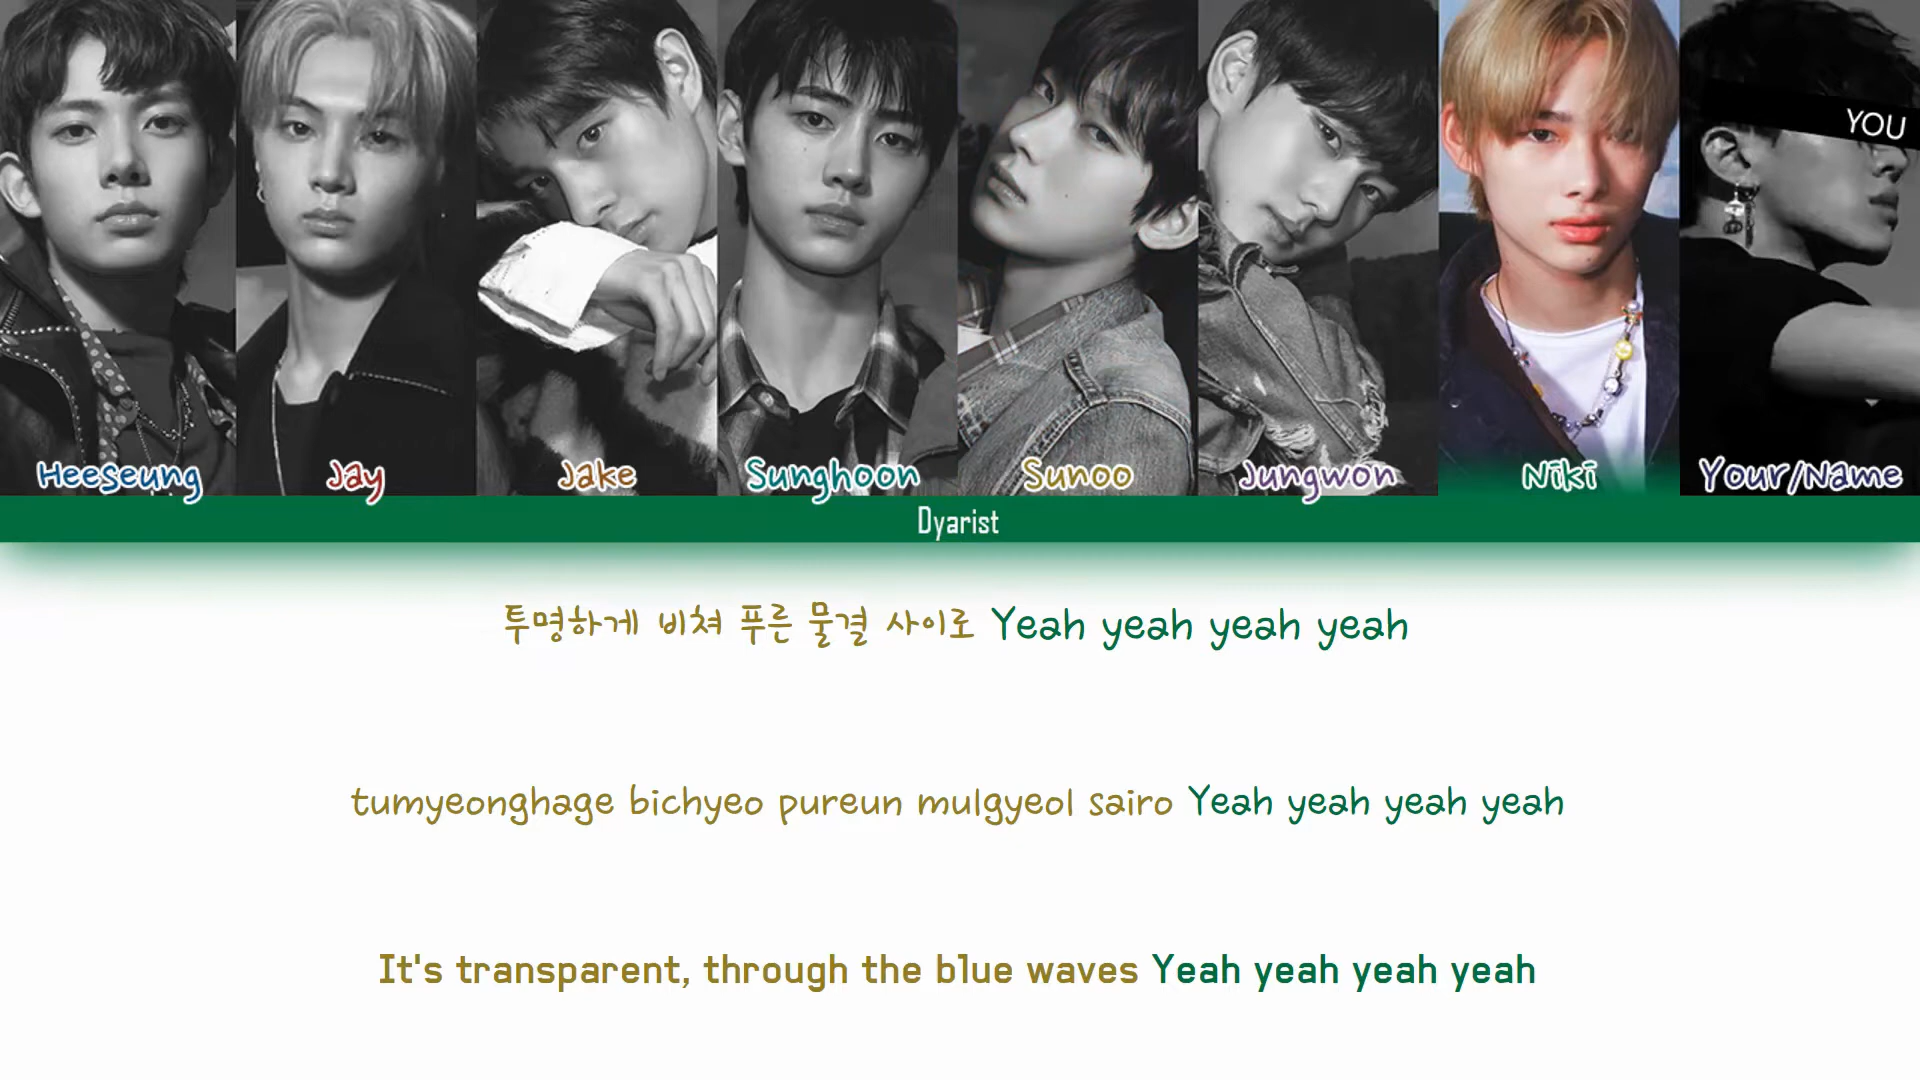 YOU
Heeseung Jay Jake Sunghoon Sunoo Jungwon Niki Your/Name
Dyarist
투명하게 비쳐 푸른 물결 사이로 Yeah yeah yeah yeah
tumyeonghage bichyeo pureun mulgyeol sairo Yeah yeah yeah yeah
It's transparent, through the blue waves Yeah yeah yeah yeah